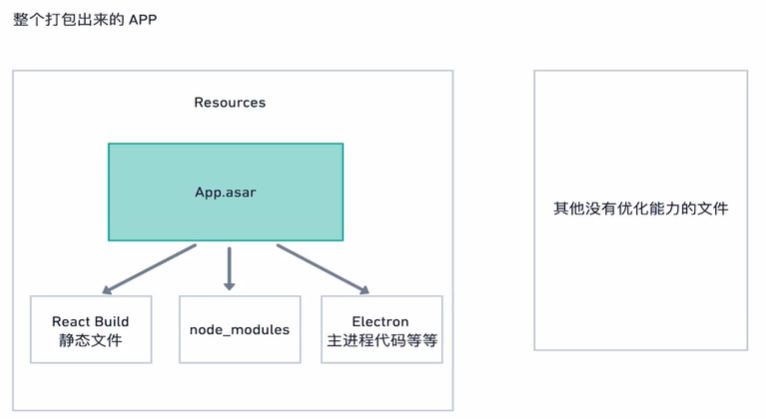 整个打包出来的 APP
Resources
App.asar
其他没有优化能力的文件
React Build
静态文件
node_modules
Electron
主进程代码等等